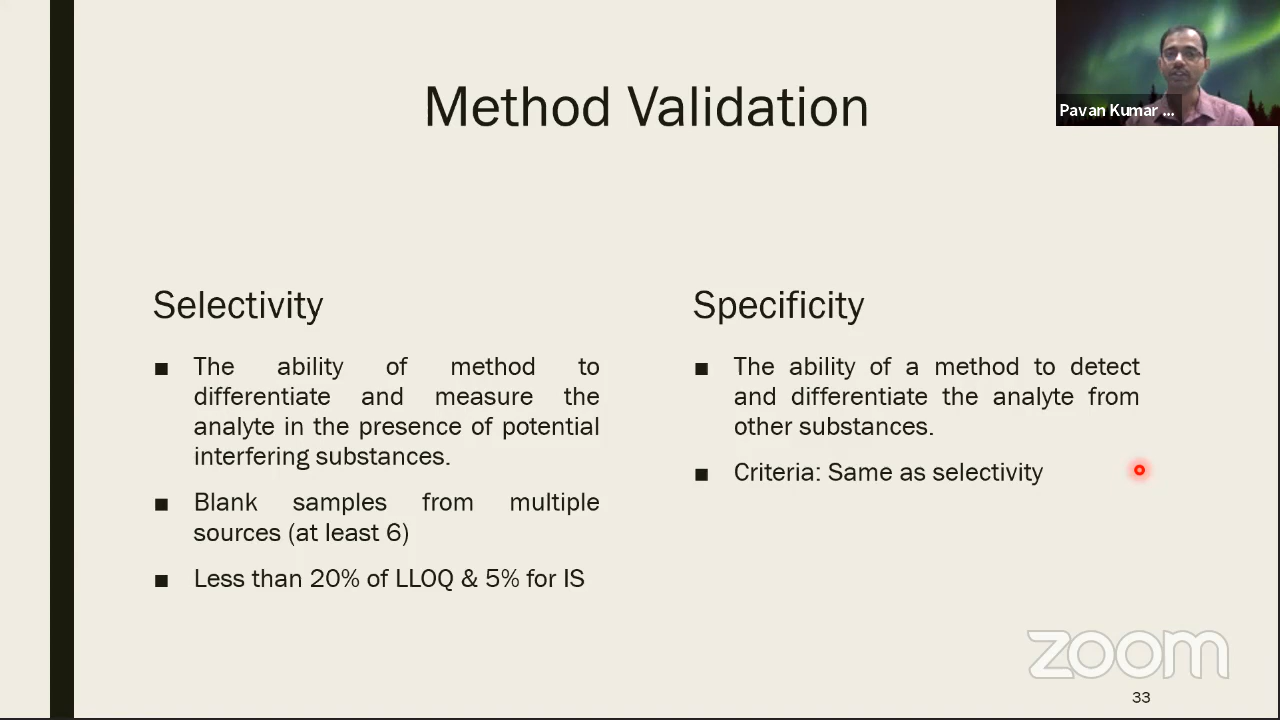 Method Validation
Pavan Kumar ...
Selectivity
■ The ability of method to
differentiate and measure the
analyte in the presence of potential
interfering substances.
■ Blank samples from multiple
sources (at least 6)
■ Less than 20% of LLOQ & 5% for IS
Specificity
■ The ability of a method to detect
and differentiate the analyte from
other substances.
■ Criteria: Same as selectivity
zoom
33